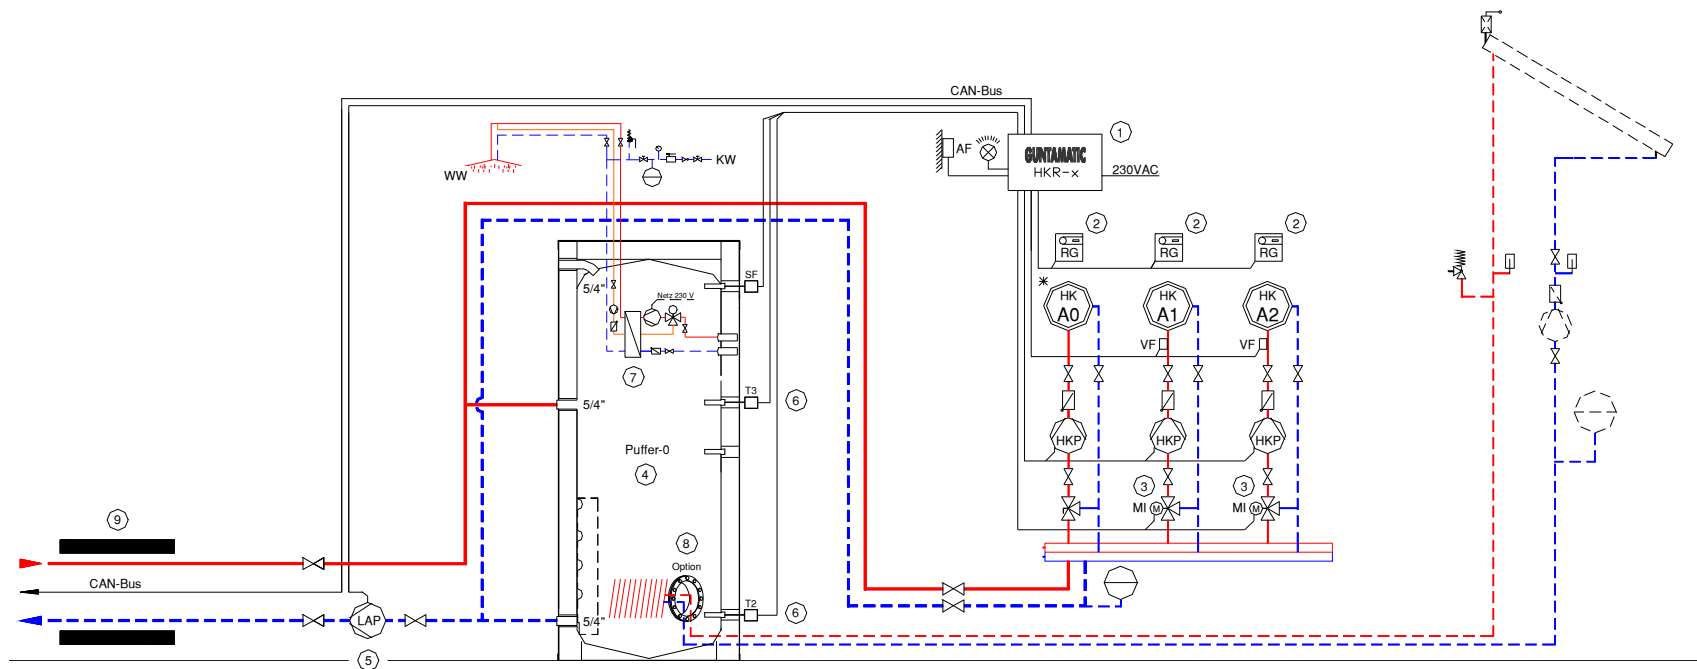 CAN-Bus
1
AF
GUNTAMATIC
HKR-x
230VAC
KW
WW
2
2
2
RG
RG
RG
SF
5/4"
Netz 230 V
HK
A0
HK
A1
HK
A2
VF
VF
7
T3
5/4"
6
HKP
HKP
HKP
Puffer-0
4
3
3
MI
M
MI
M
9
8
Option
CAN-Bus
T2
6
LAP
5/4"
5